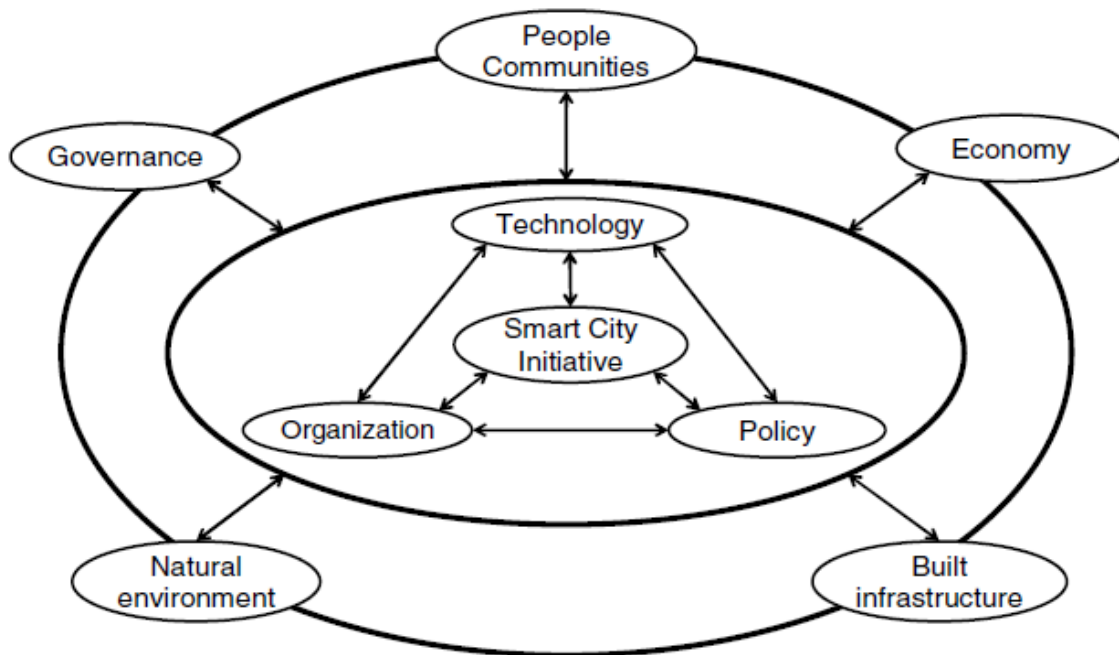 People
Communities
Governance
Economy
Technology
Smart City
Initiative
Organization
Policy
Natural
environment
Built
infrastructure